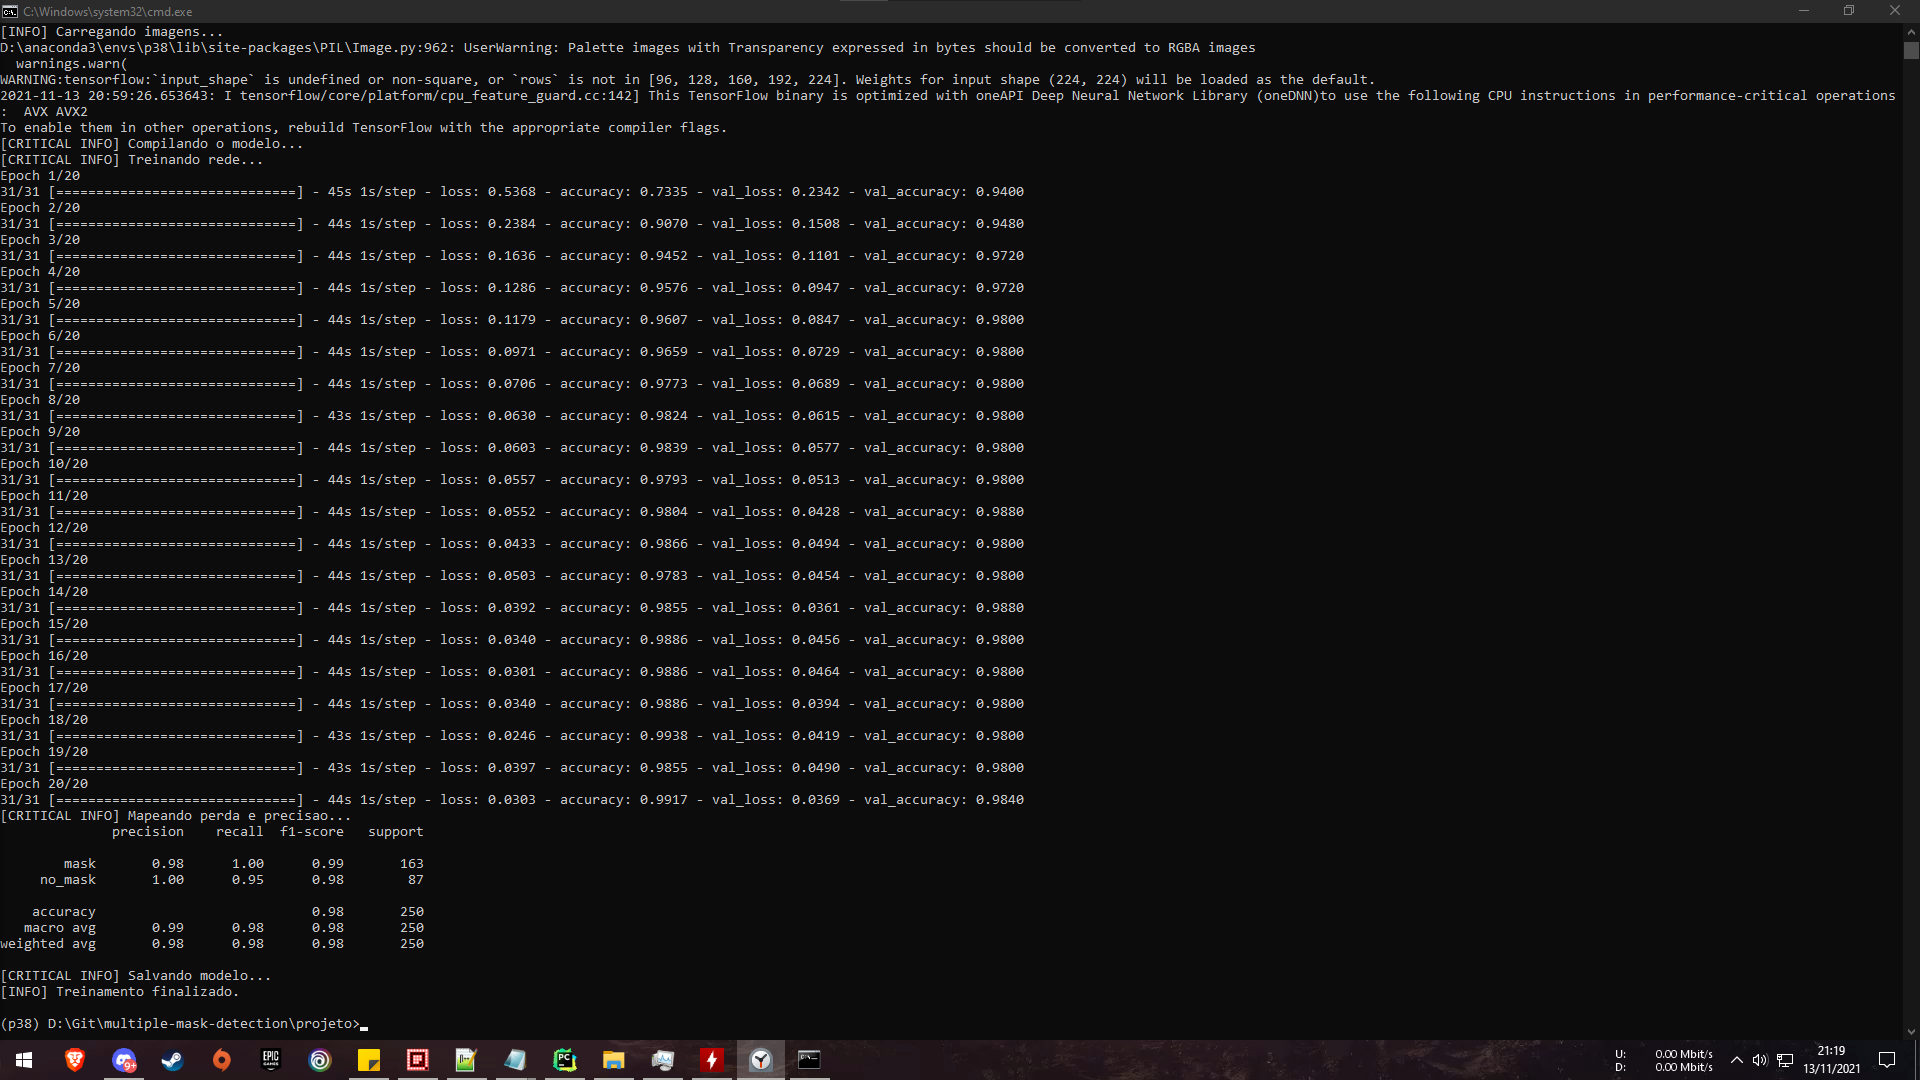 C:\Windows\system32\cmd.exe
[INFO] Carregando imagens...
D:\anaconda3\envs\p38\lib\site-packages\PIL\Image.py:962: UserWarning: Palette images with Transparency expressed in bytes should be converted to RGBA images
  warnings.warn(
WARNING:tensorflow:`input_shape` is undefined or non-square, or `rows` is not in [96, 128, 160, 192, 224]. Weights for input shape (224, 224) will be loaded as the default.
2021-11-13 20:59:26.653643: I tensorflow/core/platform/cpu_feature_guard.cc:142] This TensorFlow binary is optimized with oneAPI Deep Neural Network Library (oneDNN)to use the following CPU instructions in performance-critical operations
:  AVX AVX2
To enable them in other operations, rebuild TensorFlow with the appropriate compiler flags.
[CRITICAL INFO] Compilando o modelo...
[CRITICAL INFO] Treinando rede...
Epoch 1/20
31/31 [==============================] - 45s 1s/step - loss: 0.5368 - accuracy: 0.7335 - val_loss: 0.2342 - val_accuracy: 0.9400
Epoch 2/20
31/31 [==============================] - 44s 1s/step - loss: 0.2384 - accuracy: 0.9070 - val_loss: 0.1508 - val_accuracy: 0.9480
Epoch 3/20
31/31 [==============================] - 44s 1s/step - loss: 0.1636 - accuracy: 0.9452 - val_loss: 0.1101 - val_accuracy: 0.9720
Epoch 4/20
31/31 [==============================] - 44s 1s/step - loss: 0.1286 - accuracy: 0.9576 - val_loss: 0.0947 - val_accuracy: 0.9720
Epoch 5/20
31/31 [==============================] - 44s 1s/step - loss: 0.1179 - accuracy: 0.9607 - val_loss: 0.0847 - val_accuracy: 0.9800
Epoch 6/20
31/31 [==============================] - 44s 1s/step - loss: 0.0971 - accuracy: 0.9659 - val_loss: 0.0729 - val_accuracy: 0.9800
Epoch 7/20
31/31 [==============================] - 44s 1s/step - loss: 0.0706 - accuracy: 0.9773 - val_loss: 0.0689 - val_accuracy: 0.9800
Epoch 8/20
31/31 [==============================] - 43s 1s/step - loss: 0.0630 - accuracy: 0.9824 - val_loss: 0.0615 - val_accuracy: 0.9800
Epoch 9/20
31/31 [==============================] - 44s 1s/step - loss: 0.0603 - accuracy: 0.9839 - val_loss: 0.0577 - val_accuracy: 0.9800
Epoch 10/20
31/31 [==============================] - 44s 1s/step - loss: 0.0557 - accuracy: 0.9793 - val_loss: 0.0513 - val_accuracy: 0.9800
Epoch 11/20
31/31 [==============================] - 44s 1s/step - loss: 0.0552 - accuracy: 0.9804 - val_loss: 0.0428 - val_accuracy: 0.9880
Epoch 12/20
31/31 [==============================] - 44s 1s/step - loss: 0.0433 - accuracy: 0.9866 - val_loss: 0.0494 - val_accuracy: 0.9800
Epoch 13/20
31/31 [==============================] - 44s 1s/step - loss: 0.0503 - accuracy: 0.9783 - val_loss: 0.0454 - val_accuracy: 0.9800
Epoch 14/20
31/31 [==============================] - 44s 1s/step - loss: 0.0392 - accuracy: 0.9855 - val_loss: 0.0361 - val_accuracy: 0.9880
Epoch 15/20
31/31 [==============================] - 44s 1s/step - loss: 0.0340 - accuracy: 0.9886 - val_loss: 0.0456 - val_accuracy: 0.9800
Epoch 16/20
31/31 [==============================] - 44s 1s/step - loss: 0.0301 - accuracy: 0.9886 - val_loss: 0.0464 - val_accuracy: 0.9800
Epoch 17/20
31/31 [==============================] - 44s 1s/step - loss: 0.0340 - accuracy: 0.9886 - val_loss: 0.0394 - val_accuracy: 0.9800
Epoch 18/20
31/31 [==============================] - 43s 1s/step - loss: 0.0246 - accuracy: 0.9938 - val_loss: 0.0419 - val_accuracy: 0.9800
Epoch 19/20
31/31 [==============================] - 43s 1s/step - loss: 0.0397 - accuracy: 0.9855 - val_loss: 0.0490 - val_accuracy: 0.9800
Epoch 20/20
31/31 [==============================] - 44s 1s/step - loss: 0.0303 - accuracy: 0.9917 - val_loss: 0.0369 - val_accuracy: 0.9840
[CRITICAL INFO] Mapeando perda e precisao...
              precision    recall  f1-score   support
        mask       0.98      1.00      0.99       163
     no_mask       1.00      0.95      0.98        87
    accuracy                           0.98       250
   macro avg       0.99      0.98      0.98       250
weighted avg       0.98      0.98      0.98       250
[CRITICAL INFO] Salvando modelo...
[INFO] Treinamento finalizado.
(p38) D:\Git\multiple-mask-detection\projeto>
U: 0.00 Mbit/s
D: 0.00 Mbit/s
21:19
13/11/2021
EPIC GAMES
PC
9+